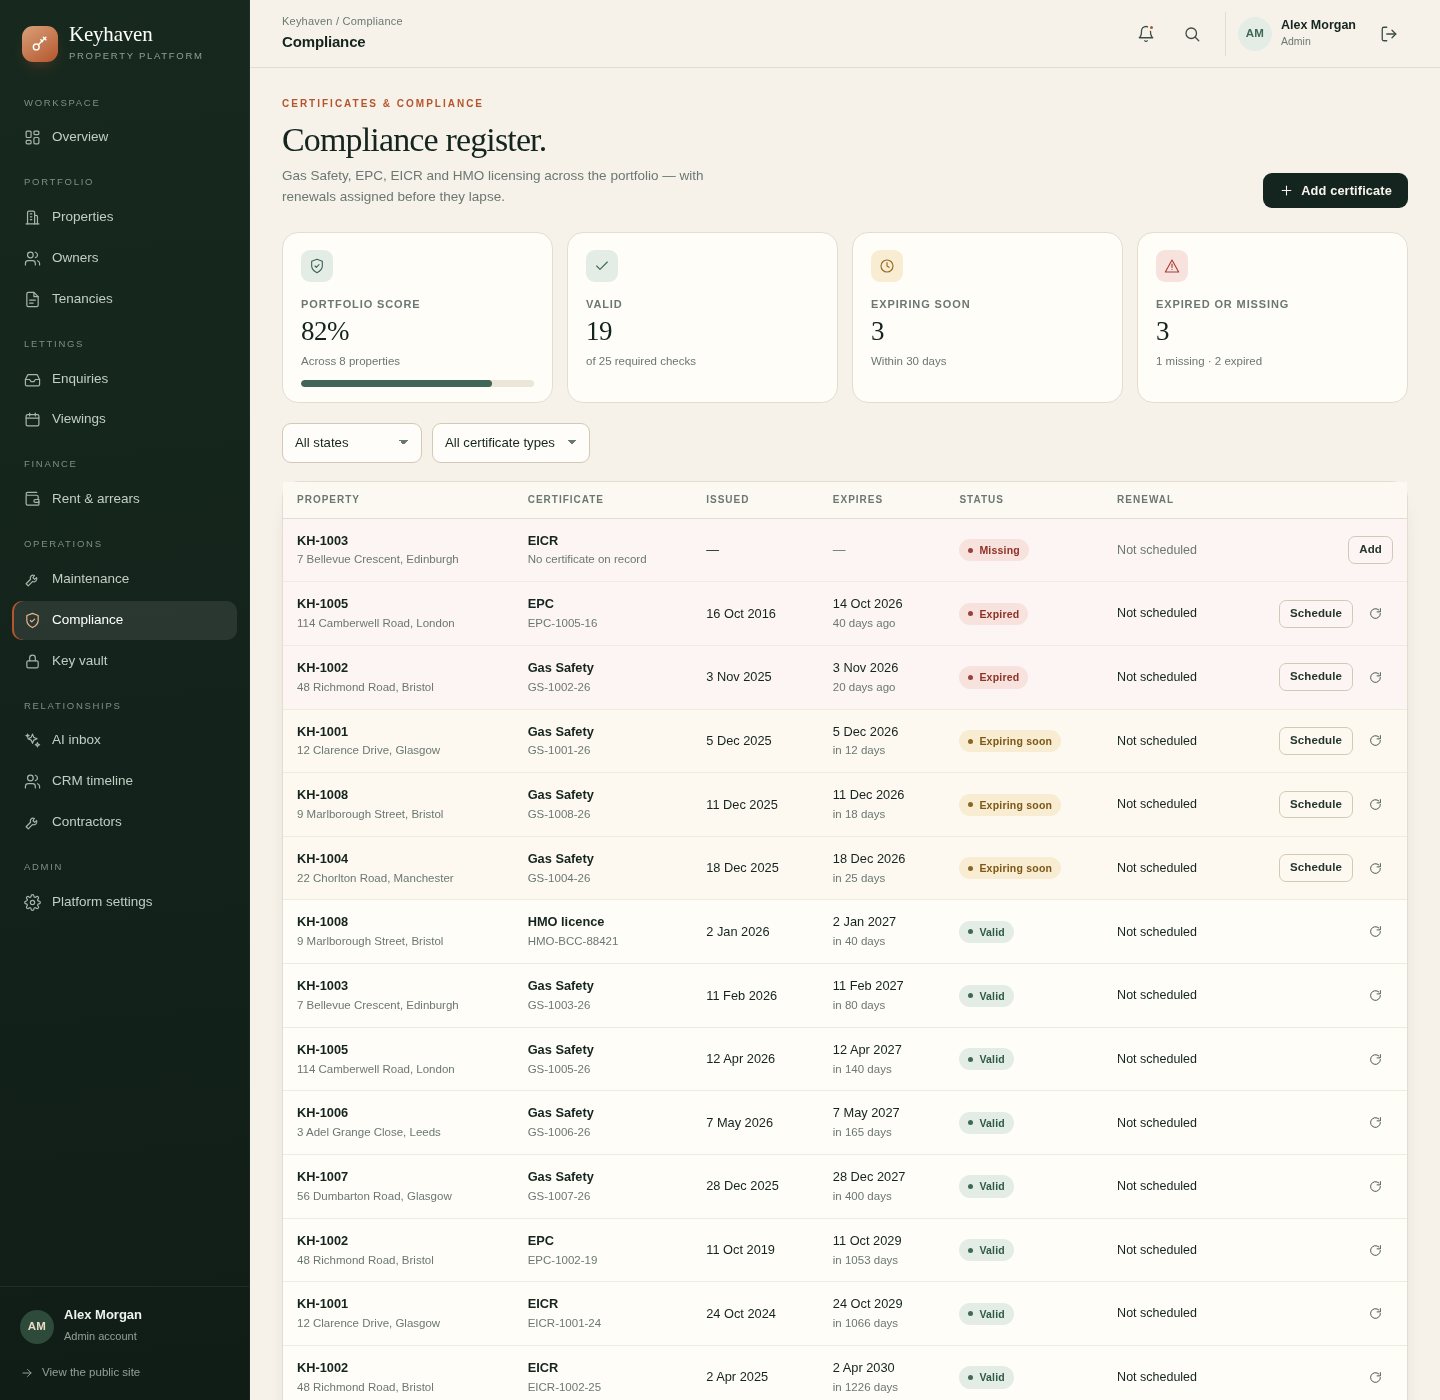 Keyhaven
PROPERTY PLATFORM
WORKSPACE
Overview
PORTFOLIO
Properties
Owners
Tenancies
LETTINGS
Enquiries
Viewings
FINANCE
Rent & arrears
OPERATIONS
Maintenance
Compliance
Key vault
RELATIONSHIPS
AI inbox
CRM timeline
Contractors
ADMIN
Platform settings
AM
Alex Morgan
Admin account
View the public site
Keyhaven / Compliance
Compliance
AM
Alex Morgan
Admin
CERTIFICATES & COMPLIANCE
Compliance register.
Gas Safety, EPC, EICR and HMO licensing across the portfolio — with
renewals assigned before they lapse.
Add certificate
PORTFOLIO SCORE
82%
Across 8 properties
VALID
19
of 25 required checks
EXPIRING SOON
3
Within 30 days
EXPIRED OR MISSING
3
1 missing · 2 expired
All states
All certificate types
PROPERTY CERTIFICATE ISSUED EXPIRES STATUS RENEWAL
KH-1003 EICR
7 Bellevue Crescent, Edinburgh No certificate on record — — Missing Not scheduled Add
KH-1005 EPC 14 Oct 2026
16 Oct 2016 Expired Not scheduled Schedule
114 Camberwell Road, London EPC-1005-16 40 days ago
KH-1002 Gas Safety 3 Nov 2026
3 Nov 2025 Expired Not scheduled Schedule
48 Richmond Road, Bristol GS-1002-26 20 days ago
KH-1001 Gas Safety 5 Dec 2026
5 Dec 2025 Expiring soon Not scheduled Schedule
12 Clarence Drive, Glasgow GS-1001-26 in 12 days
KH-1008 Gas Safety 11 Dec 2026
11 Dec 2025 Expiring soon Not scheduled Schedule
9 Marlborough Street, Bristol GS-1008-26 in 18 days
KH-1004 Gas Safety 18 Dec 2026
18 Dec 2025 Expiring soon Not scheduled Schedule
22 Chorlton Road, Manchester GS-1004-26 in 25 days
KH-1008 HMO licence 2 Jan 2027
2 Jan 2026 Valid Not scheduled
9 Marlborough Street, Bristol HMO-BCC-88421 in 40 days
KH-1003 Gas Safety 11 Feb 2027
11 Feb 2026 Valid Not scheduled
7 Bellevue Crescent, Edinburgh GS-1003-26 in 80 days
KH-1005 Gas Safety 12 Apr 2027
12 Apr 2026 Valid Not scheduled
114 Camberwell Road, London GS-1005-26 in 140 days
KH-1006 Gas Safety 7 May 2027
7 May 2026 Valid Not scheduled
3 Adel Grange Close, Leeds GS-1006-26 in 165 days
KH-1007 Gas Safety 28 Dec 2027
28 Dec 2025 Valid Not scheduled
56 Dumbarton Road, Glasgow GS-1007-26 in 400 days
KH-1002 EPC 11 Oct 2029
11 Oct 2019 Valid Not scheduled
48 Richmond Road, Bristol EPC-1002-19 in 1053 days
KH-1001 EICR 24 Oct 2029
24 Oct 2024 Valid Not scheduled
12 Clarence Drive, Glasgow EICR-1001-24 in 1066 days
KH-1002 EICR 2 Apr 2030
2 Apr 2025 Valid Not scheduled
48 Richmond Road, Bristol EICR-1002-25 in 1226 days